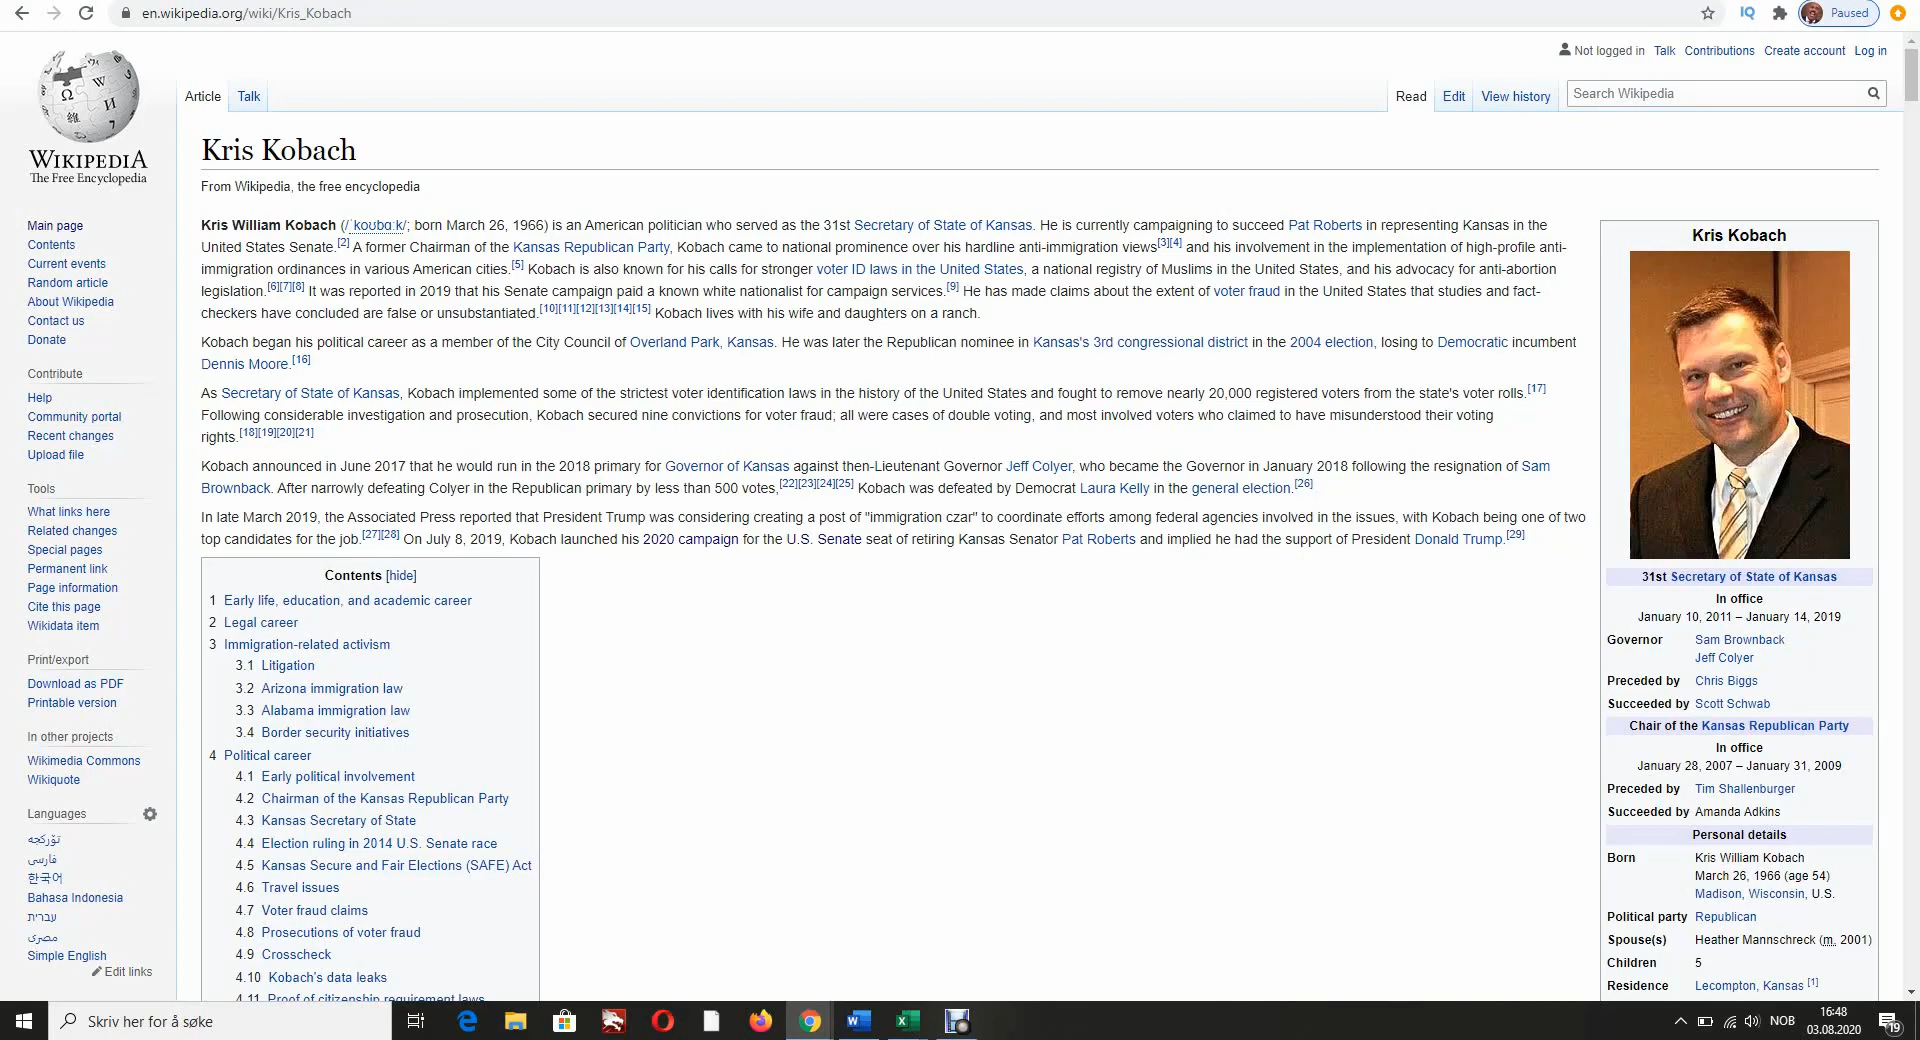 en.wikipedia.org/wiki/Kris_Kobach
IQ
Paused
Not logged in Talk Contributions Create account Log in
Article Talk
Read Edit View history
Search Wikipedia
WIKIPEDIA
The Free Encyclopedia
Main page
Contents
Current events
Random article
About Wikipedia
Contact us
Donate
Contribute
Help
Community portal
Recent changes
Upload file
Tools
What links here
Related changes
Special pages
Permanent link
Page information
Cite this page
Wikidata item
Print/export
Download as PDF
Printable version
In other projects
Wikimedia Commons
Wikiquote
Languages
تۆرکجه
فارسی
한국어
Bahasa Indonesia
עברית
مصرى
Simple English
Edit links
Kris Kobach
From Wikipedia, the free encyclopedia
Kris William Kobach (/ˈkoʊbɑːk/; born March 26, 1966) is an American politician who served as the 31st Secretary of State of Kansas. He is currently campaigning to succeed Pat Roberts in representing Kansas in the
United States Senate.[2] A former Chairman of the Kansas Republican Party, Kobach came to national prominence over his hardline anti-immigration views[3][4] and his involvement in the implementation of high-profile anti-
immigration ordinances in various American cities.[5] Kobach is also known for his calls for stronger voter ID laws in the United States, a national registry of Muslims in the United States, and his advocacy for anti-abortion
legislation.[6][7][8] It was reported in 2019 that his Senate campaign paid a known white nationalist for campaign services.[9] He has made claims about the extent of voter fraud in the United States that studies and fact-
checkers have concluded are false or unsubstantiated.[10][11][12][13][14][15] Kobach lives with his wife and daughters on a ranch.
Kobach began his political career as a member of the City Council of Overland Park, Kansas. He was later the Republican nominee in Kansas's 3rd congressional district in the 2004 election, losing to Democratic incumbent
Dennis Moore.[16]
As Secretary of State of Kansas, Kobach implemented some of the strictest voter identification laws in the history of the United States and fought to remove nearly 20,000 registered voters from the state's voter rolls.[17]
Following considerable investigation and prosecution, Kobach secured nine convictions for voter fraud; all were cases of double voting, and most involved voters who claimed to have misunderstood their voting
rights.[18][19][20][21]
Kobach announced in June 2017 that he would run in the 2018 primary for Governor of Kansas against then-Lieutenant Governor Jeff Colyer, who became the Governor in January 2018 following the resignation of Sam
Brownback. After narrowly defeating Colyer in the Republican primary by less than 500 votes,[22][23][24][25] Kobach was defeated by Democrat Laura Kelly in the general election.[26]
In late March 2019, the Associated Press reported that President Trump was considering creating a post of "immigration czar" to coordinate efforts among federal agencies involved in the issues, with Kobach being one of two
top candidates for the job.[27][28] On July 8, 2019, Kobach launched his 2020 campaign for the U.S. Senate seat of retiring Kansas Senator Pat Roberts and implied he had the support of President Donald Trump.[29]
Contents [hide]
1 Early life, education, and academic career
2 Legal career
3 Immigration-related activism
3.1 Litigation
3.2 Arizona immigration law
3.3 Alabama immigration law
3.4 Border security initiatives
4 Political career
4.1 Early political involvement
4.2 Chairman of the Kansas Republican Party
4.3 Kansas Secretary of State
4.4 Election ruling in 2014 U.S. Senate race
4.5 Kansas Secure and Fair Elections (SAFE) Act
4.6 Travel issues
4.7 Voter fraud claims
4.8 Prosecutions of voter fraud
4.9 Crosscheck
4.10 Kobach's data leaks
4.11 Proof of citizenship requirement laws
Kris Kobach
31st Secretary of State of Kansas
In office
January 10, 2011 – January 14, 2019
Governor Sam Brownback
Jeff Colyer
Preceded by Chris Biggs
Succeeded by Scott Schwab
Chair of the Kansas Republican Party
In office
January 28, 2007 – January 31, 2009
Preceded by Tim Shallenburger
Succeeded by Amanda Adkins
Personal details
Born Kris William Kobach
March 26, 1966 (age 54)
Madison, Wisconsin, U.S.
Political party Republican
Spouse(s) Heather Mannschreck (m. 2001)
Children 5
Residence Lecompton, Kansas [1]
Skriv her for å søke
NOB
16:48
03.08.2020
19